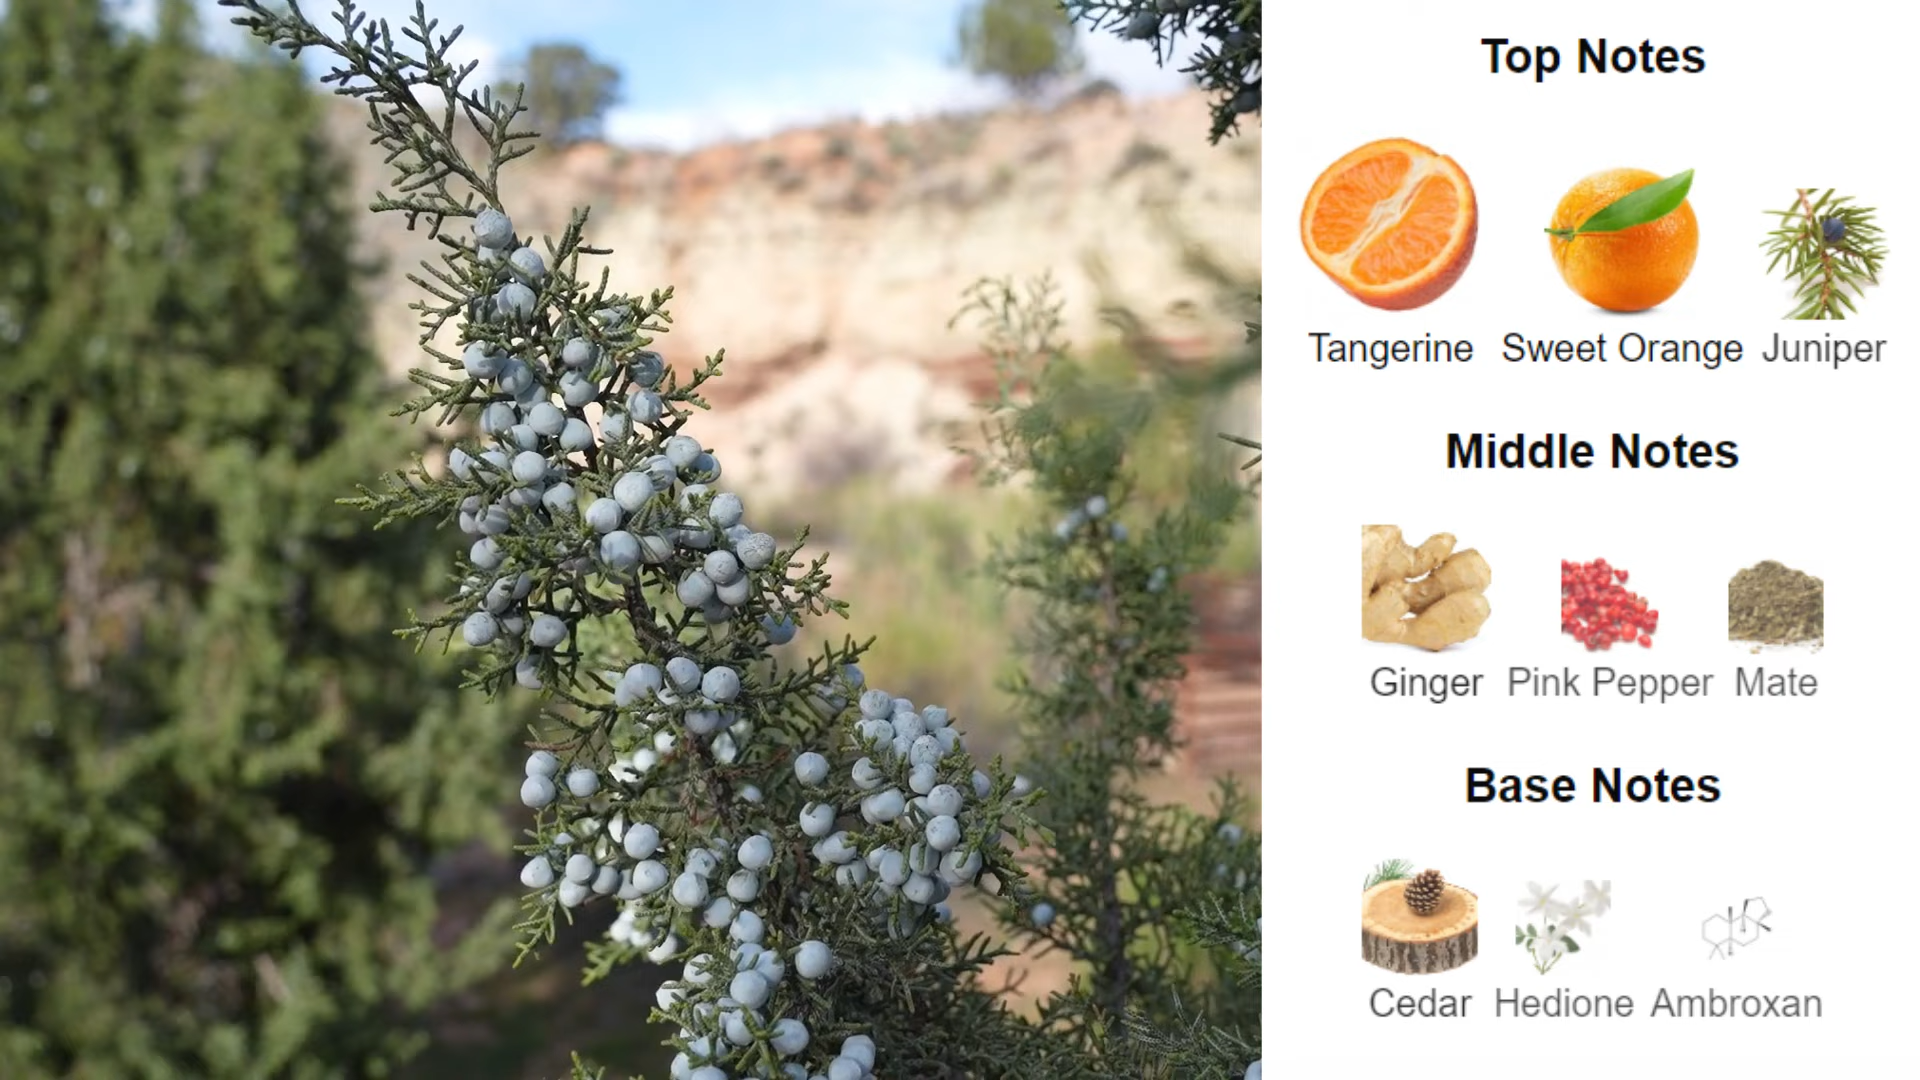 Top Notes
Tangerine Sweet Orange Juniper
Middle Notes
Ginger Pink Pepper Mate
Base Notes
Cedar Hedione Ambroxan